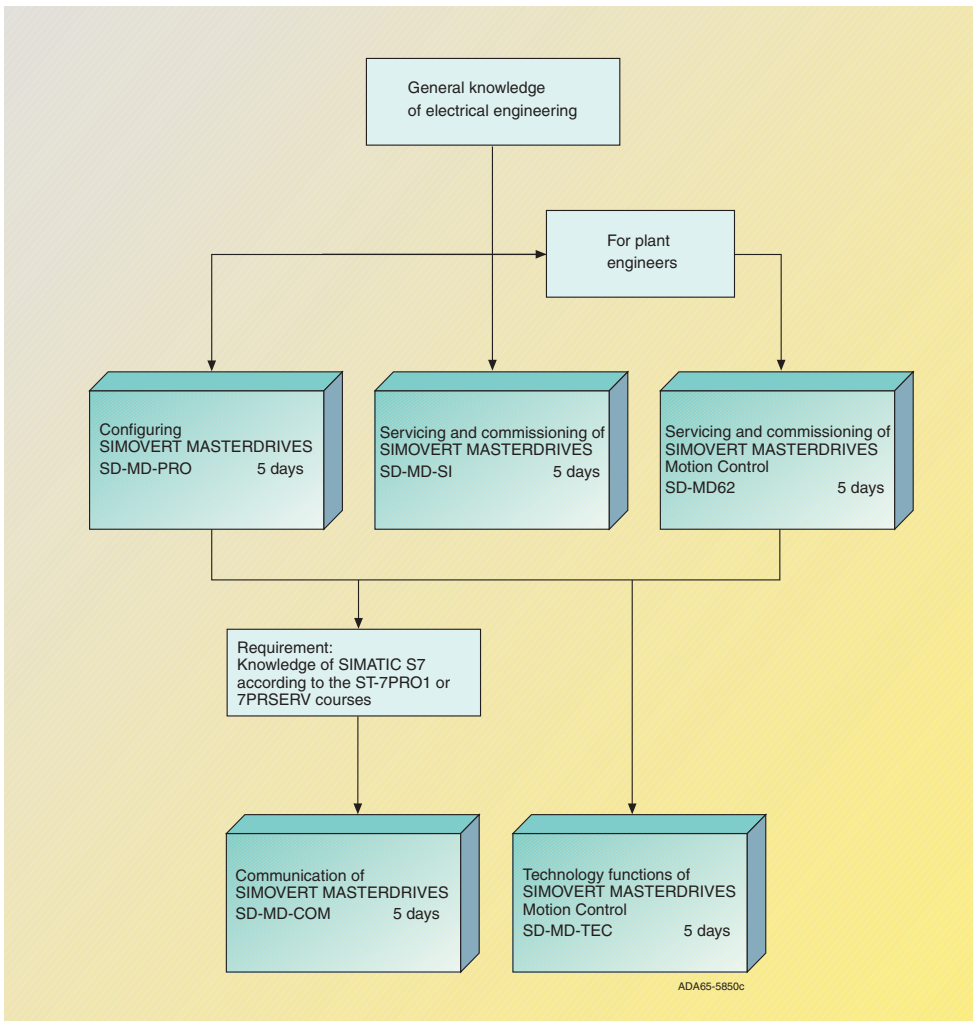 General knowledge
of electrical engineering
For plant
engineers
Configuring
SIMOVERT MASTERDRIVES
SD-MD-PRO 5 days
Servicing and commissioning of
SIMOVERT MASTERDRIVES
SD-MD-SI 5 days
Servicing and commissioning of
SIMOVERT MASTERDRIVES
Motion Control
SD-MD62 5 days
Requirement:
Knowledge of SIMATIC S7
according to the ST-7PRO1 or
7PRSERV courses
Communication of
SIMOVERT MASTERDRIVES
SD-MD-COM 5 days
Technology functions of
SIMOVERT MASTERDRIVES
Motion Control
SD-MD-TEC 5 days
ADA65-5850c